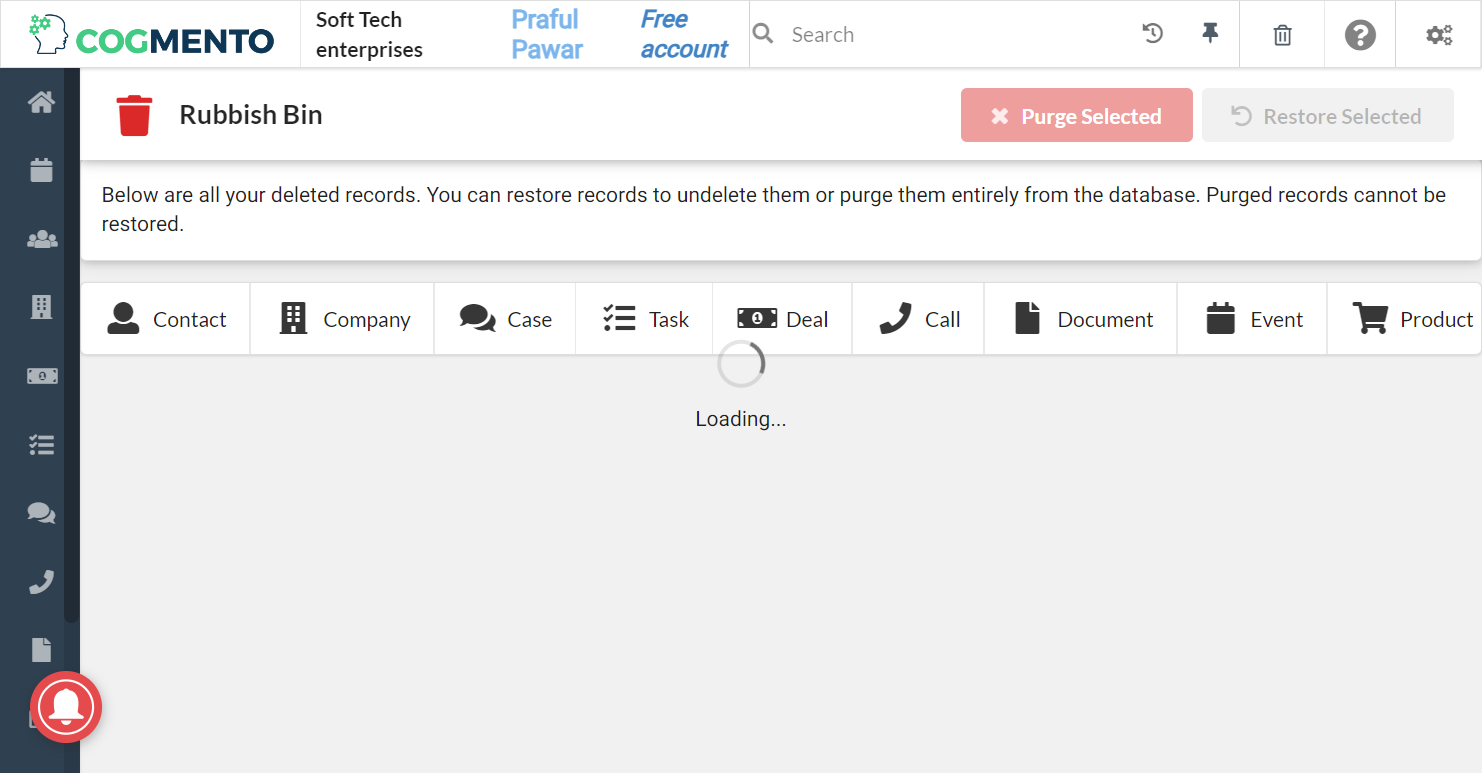 COGMENTO
Soft Tech
enterprises
Praful
Pawar
Free
account
Search
Rubbish Bin
Purge Selected
Restore Selected
Below are all your deleted records. You can restore records to undelete them or purge them entirely from the database. Purged records cannot be
restored.
Contact
Company
Case
Task
Deal
Call
Document
Event
Product
Loading...